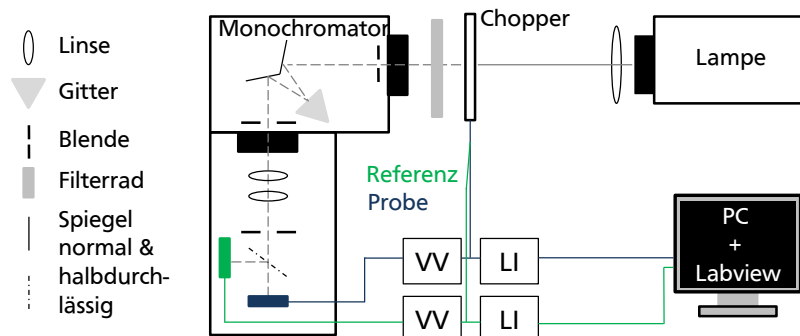 Linse
Gitter
Blende
Filterrad
Spiegel
normal &
halbdurch-
lässig
Monochromator
Chopper
Lampe
Referenz
Probe
VV
LI
VV
LI
PC
+
Labview